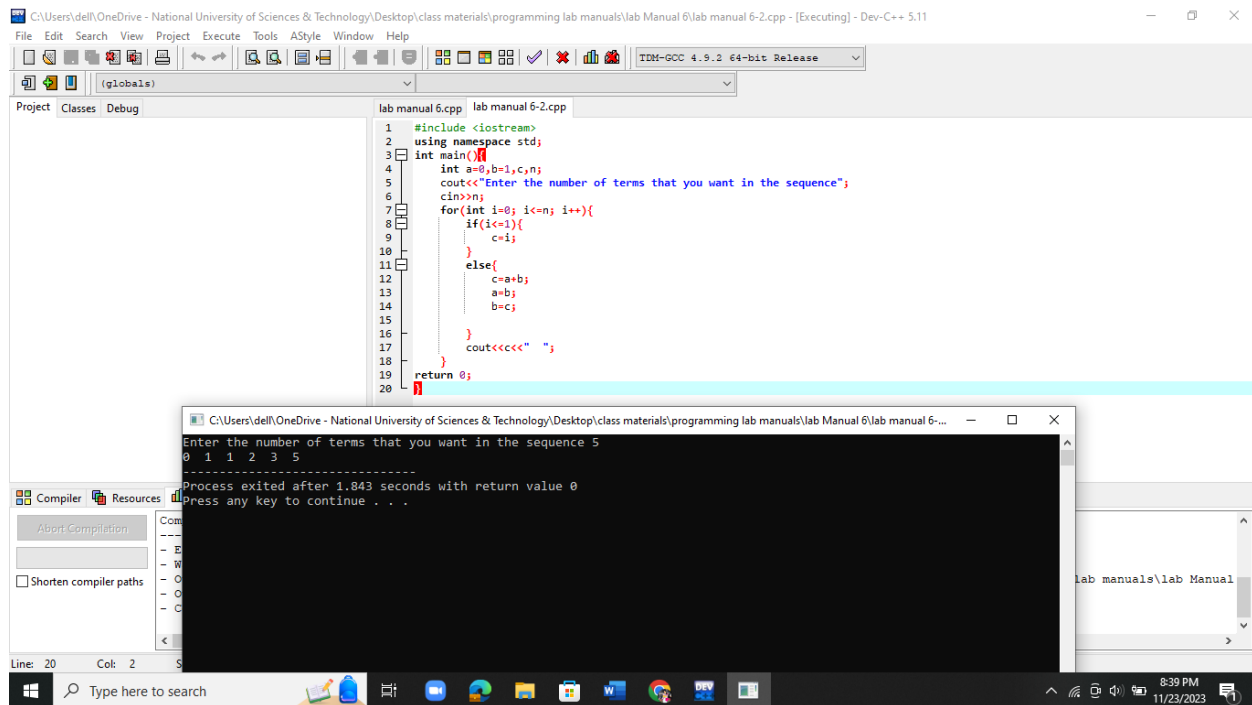 C:\Users\dell\OneDrive - National University of Sciences & Technology\Desktop\class materials\programming lab manuals\lab Manual 6\lab manual 6-2.cpp - [Executing] - Dev-C++ 5.11
File Edit Search View Project Execute Tools AStyle Window Help
TDM-GCC 4.9.2 64-bit Release
(globals)
Project Classes Debug
lab manual 6.cpp lab manual 6-2.cpp
1 #include <iostream>
2 using namespace std;
3 int main(){
4 int a=0,b=1,c,n;
5 cout<<"Enter the number of terms that you want in the sequence";
6 cin>>n;
7 for(int i=0; i<=n; i++){
8 if(i<=1){
9 c=i;
10 }
11 else{
12 c=a+b;
13 a=b;
14 b=c;
15
16 }
17 cout<<c<<"  ";
18 }
19 return 0;
20 }
C:\Users\dell\OneDrive - National University of Sciences & Technology\Desktop\class materials\programming lab manuals\lab Manual 6\lab manual 6-...
Enter the number of terms that you want in the sequence 5
0 1 1 2 3 5
--------------------------------
Process exited after 1.843 seconds with return value 0
Press any key to continue . . .
Compiler Resources
Abort Compilation
Shorten compiler paths
Com
---
- E
- W
- O
- O
- C
lab manuals\lab Manual
Line: 20 Col: 2 S
Type here to search
DEV
8:39 PM
11/23/2023
1